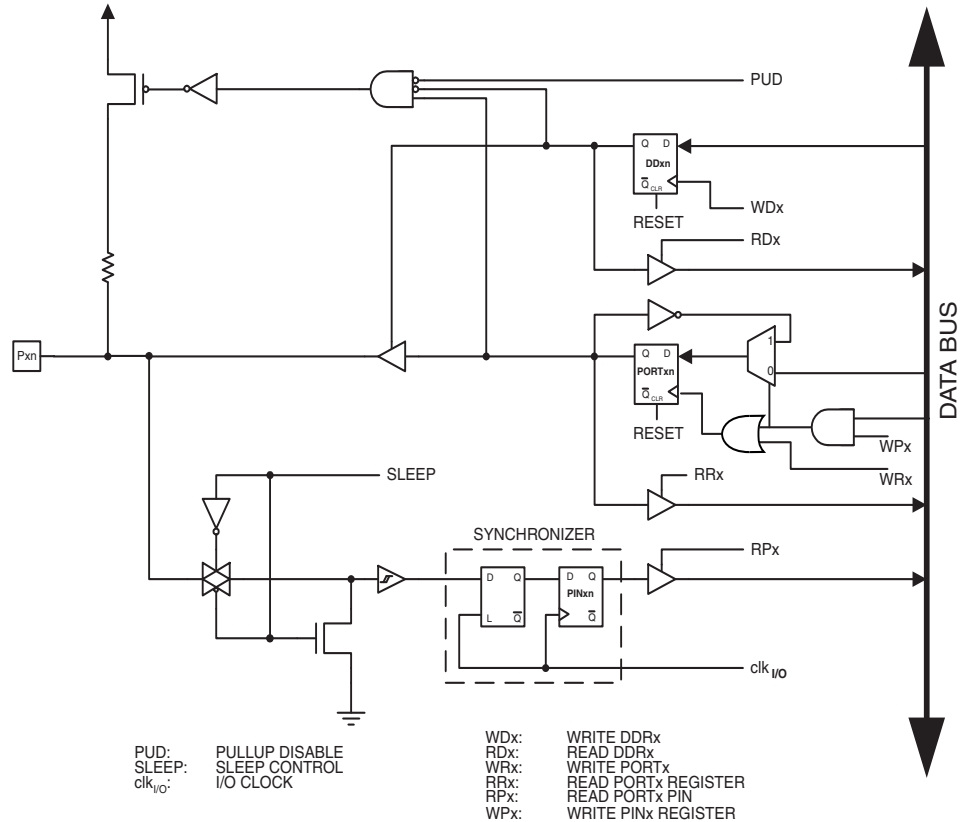 PUD
Q D
DDxn
Q CLR
WDx
RESET
RDx
Pxn
1
Q D
PORTxn
0
Q CLR
RESET
WPx
WRx
DATA BUS
SLEEP
RRx
SYNCHRONIZER
RPx
D Q
L Q
D Q
PINxn
Q
clk I/O
PUD: PULLUP DISABLE
SLEEP: SLEEP CONTROL
clkI/O: I/O CLOCK
WDx: WRITE DDRx
RDx: READ DDRx
WRx: WRITE PORTx
RRx: READ PORTx REGISTER
RPx: READ PORTx PIN
WPx: WRITE PINx REGISTER